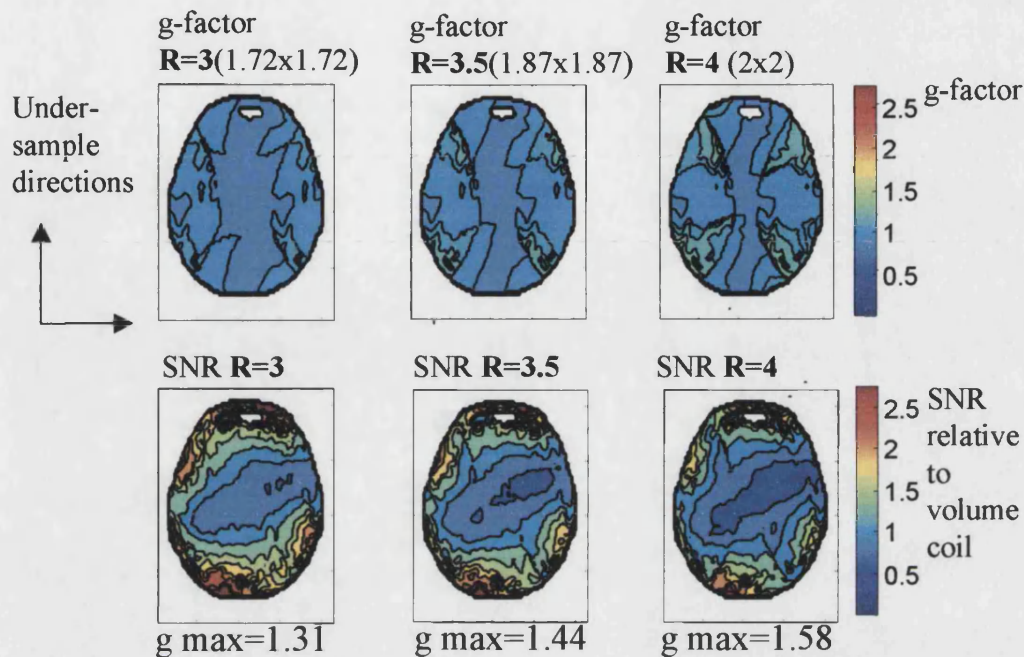 g-factor
R=3(1.72x1.72)
g-factor
R=3.5(1.87x1.87)
g-factor
R=4 (2x2)
Under-
sample
directions
2.5
2
1.5
1
0.5
g-factor
SNR R=3
SNR R=3.5
SNR R=4
2.5
2
1.5
1
0.5
SNR
relative
to
volume
coil
g max=1.31
g max=1.44
g max=1.58